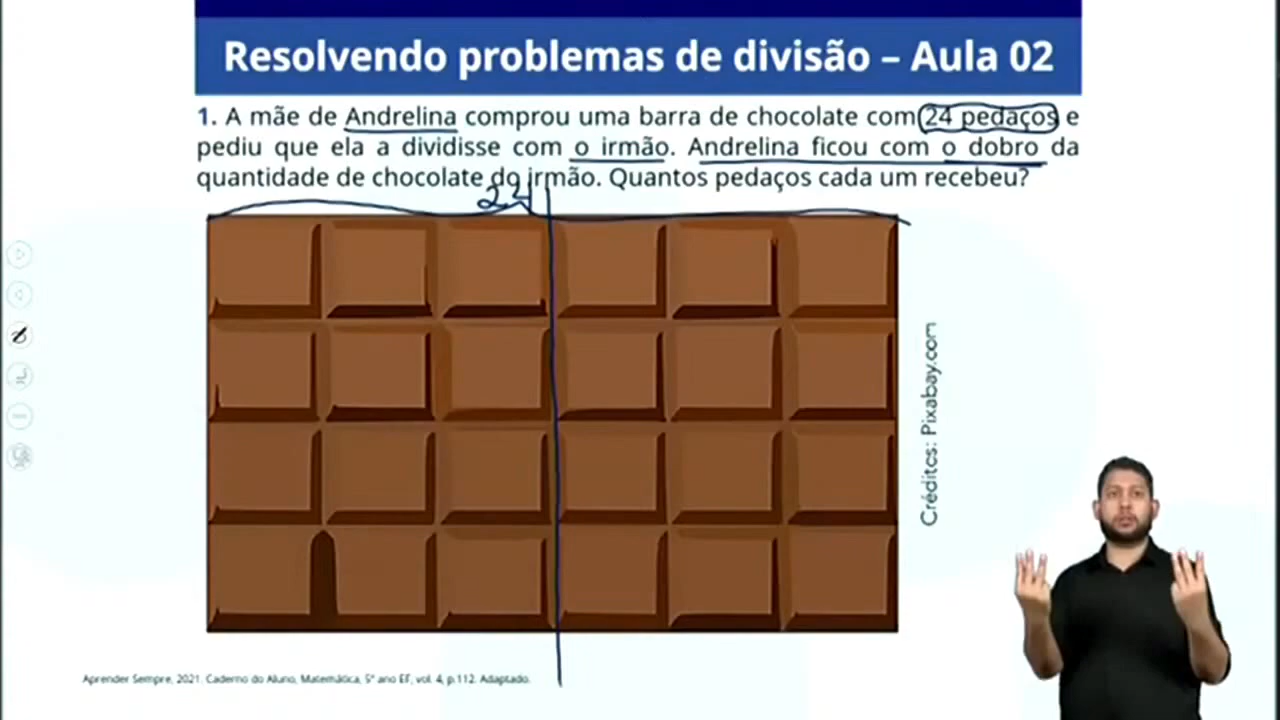 Resolvendo problemas de divisão – Aula 02
1. A mãe de Andrelina comprou uma barra de chocolate com 24 pedaços e
pediu que ela a dividisse com o irmão. Andrelina ficou com o dobro da
quantidade de chocolate do irmão. Quantos pedaços cada um recebeu?
24
Créditos: Pixabay.com
Aprender Sempre, 2021. Caderno do Aluno, Matemática, 5º ano EF, vol. 4, p.112. Adaptado.